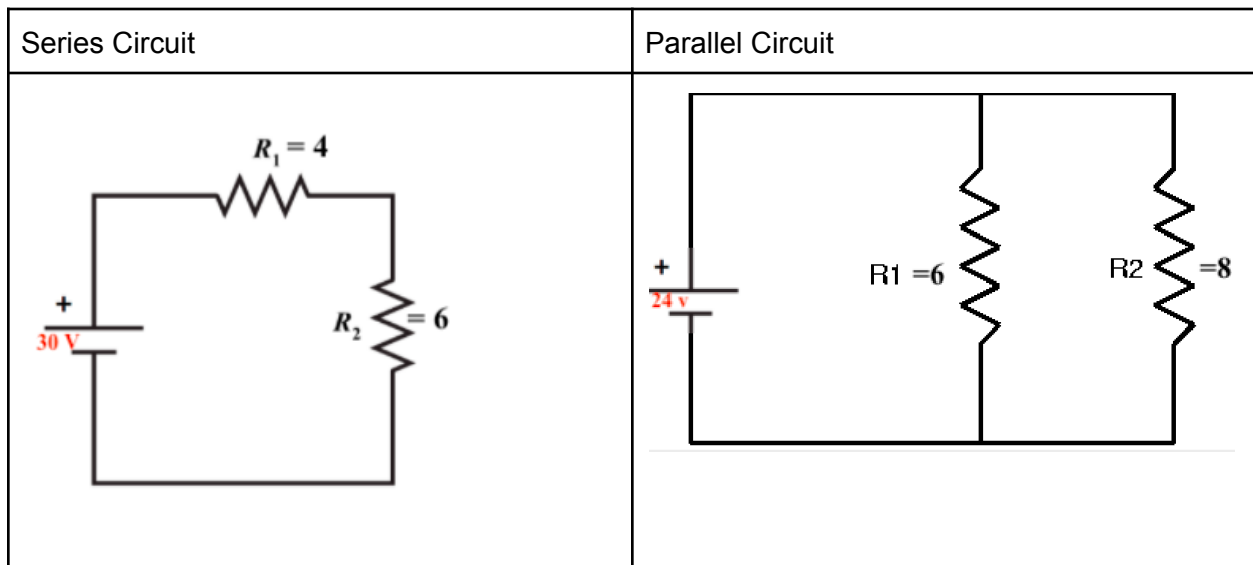 Series Circuit
Parallel Circuit
R₁ = 4
+
30 V
R₂ = 6
+
24 v
R1 =6
R2 =8